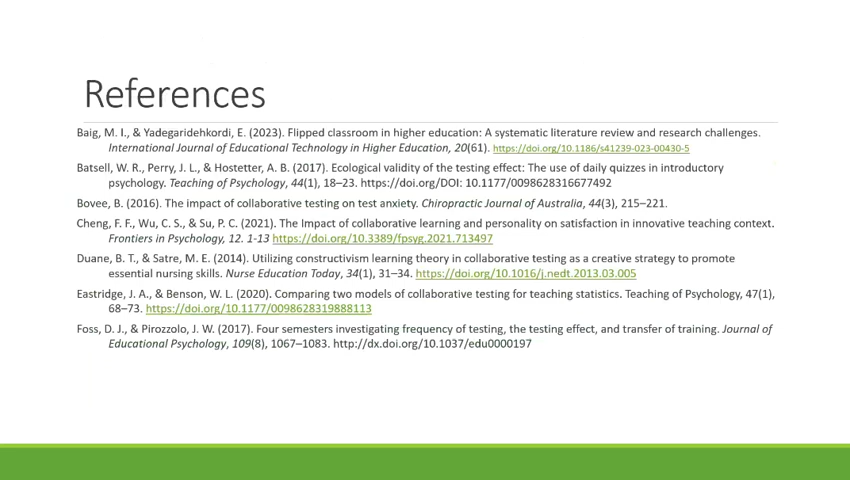 References
Baig, M. I., & Yadegaridehkordi, E. (2023). Flipped classroom in higher education: A systematic literature review and research challenges.
International Journal of Educational Technology in Higher Education, 20(61). https://doi.org/10.1186/s41239-023-00430-5
Batsell, W. R., Perry, J. L., & Hostetter, A. B. (2017). Ecological validity of the testing effect: The use of daily quizzes in introductory
psychology. Teaching of Psychology, 44(1), 18–23. https://doi.org/DOI: 10.1177/0098628316677492
Bovee, B. (2016). The impact of collaborative testing on test anxiety. Chiropractic Journal of Australia, 44(3), 215–221.
Cheng, F. F., Wu, C. S., & Su, P. C. (2021). The Impact of collaborative learning and personality on satisfaction in innovative teaching context.
Frontiers in Psychology, 12. 1-13 https://doi.org/10.3389/fpsyg.2021.713497
Duane, B. T., & Satre, M. E. (2014). Utilizing constructivism learning theory in collaborative testing as a creative strategy to promote
essential nursing skills. Nurse Education Today, 34(1), 31–34. https://doi.org/10.1016/j.nedt.2013.03.005
Eastridge, J. A., & Benson, W. L. (2020). Comparing two models of collaborative testing for teaching statistics. Teaching of Psychology, 47(1),
68–73. https://doi.org/10.1177/0098628319888113
Foss, D. J., & Pirozzolo, J. W. (2017). Four semesters investigating frequency of testing, the testing effect, and transfer of training. Journal of
Educational Psychology, 109(8), 1067–1083. http://dx.doi.org/10.1037/edu0000197